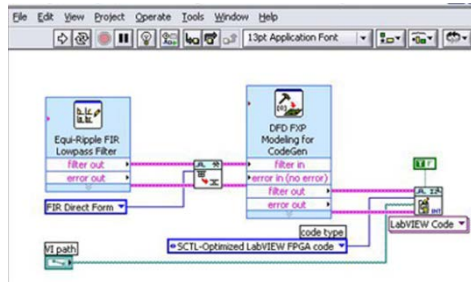 File Edit View Project Operate Tools Window Help
13pt Application Font
Equi-Ripple FIR
Lowpass Filter
filter out
error out
DFD FXP
Modeling for
CodeGen
filter in
error in (no error)
filter out
error out
FIR Direct Form
T F
INT
LabVIEW Code
code type
SCTL-Optimized LabVIEW FPGA code
VI path